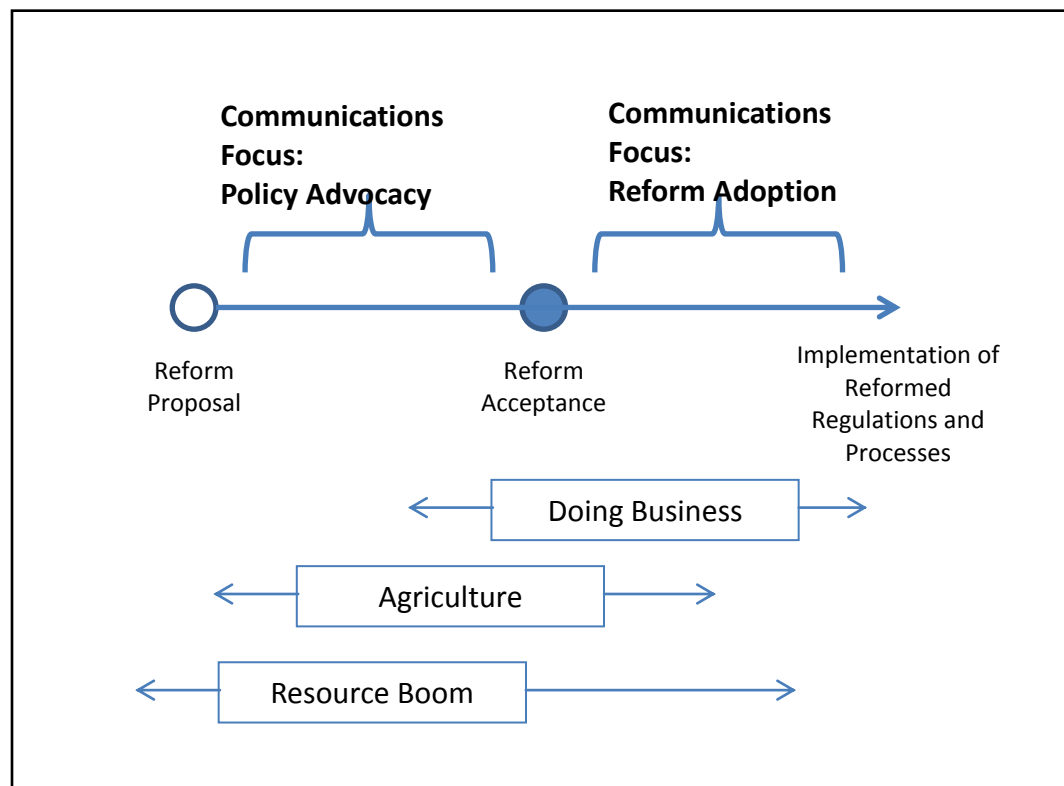 Communications
Focus:
Policy Advocacy
Communications
Focus:
Reform Adoption
Reform
Proposal
Reform
Acceptance
Implementation of
Reformed
Regulations and
Processes
Doing Business
Agriculture
Resource Boom